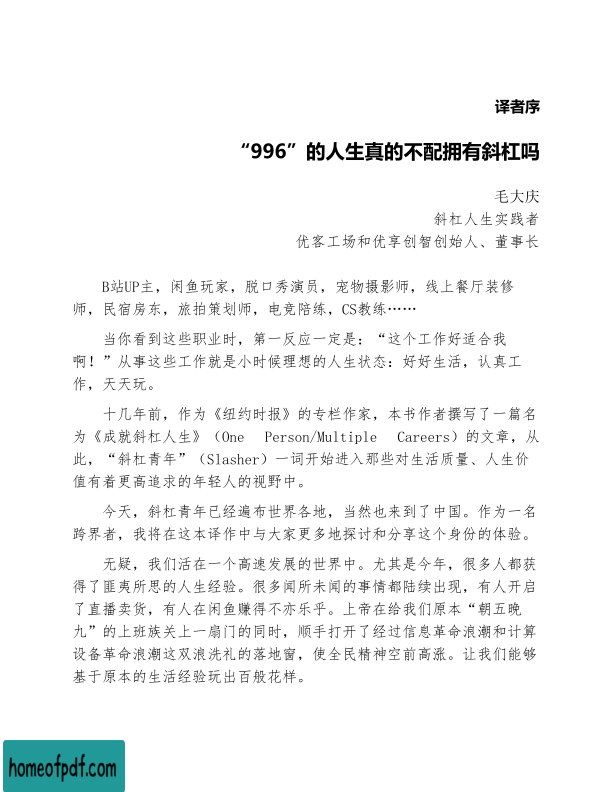 译者序
“996”的人生真的不配拥有斜杠吗
毛大庆
斜杠人生实践者
优客工场和优享创智创始人、董事长
B站UP主，闲鱼玩家，脱口秀演员，宠物摄影师，线上餐厅装修
师，民宿房东，旅拍策划师，电竞陪练，CS教练……
当你看到这些职业时，第一反应一定是：“这个工作好适合我
啊！”从事这些工作就是小时候理想的人生状态：好好生活，认真工
作，天天玩。
十几年前，作为《纽约时报》的专栏作家，本书作者撰写了一篇名
为《成就斜杠人生》（One Person/Multiple Careers）的文章，从
此，“斜杠青年”（Slasher）一词开始进入那些对生活质量、人生价
值有着更高追求的年轻人的视野中。
今天，斜杠青年已经遍布世界各地，当然也来到了中国。作为一名
跨界者，我将在这本译作中与大家更多地探讨和分享这个身份的体验。
无疑，我们活在一个高速发展的世界中。尤其是今年，很多人都获
得了匪夷所思的人生经验。很多闻所未闻的事情都陆续出现，有人开启
了直播卖货，有人在闲鱼赚得不亦乐乎。上帝在给我们原本“朝五晚
九”的上班族关上一扇门的同时，顺手打开了经过信息革命浪潮和计算
设备革命浪潮这双浪洗礼的落地窗，使全民精神空前高涨。让我们能够
基于原本的生活经验玩出百般花样。
homeofpdf.com